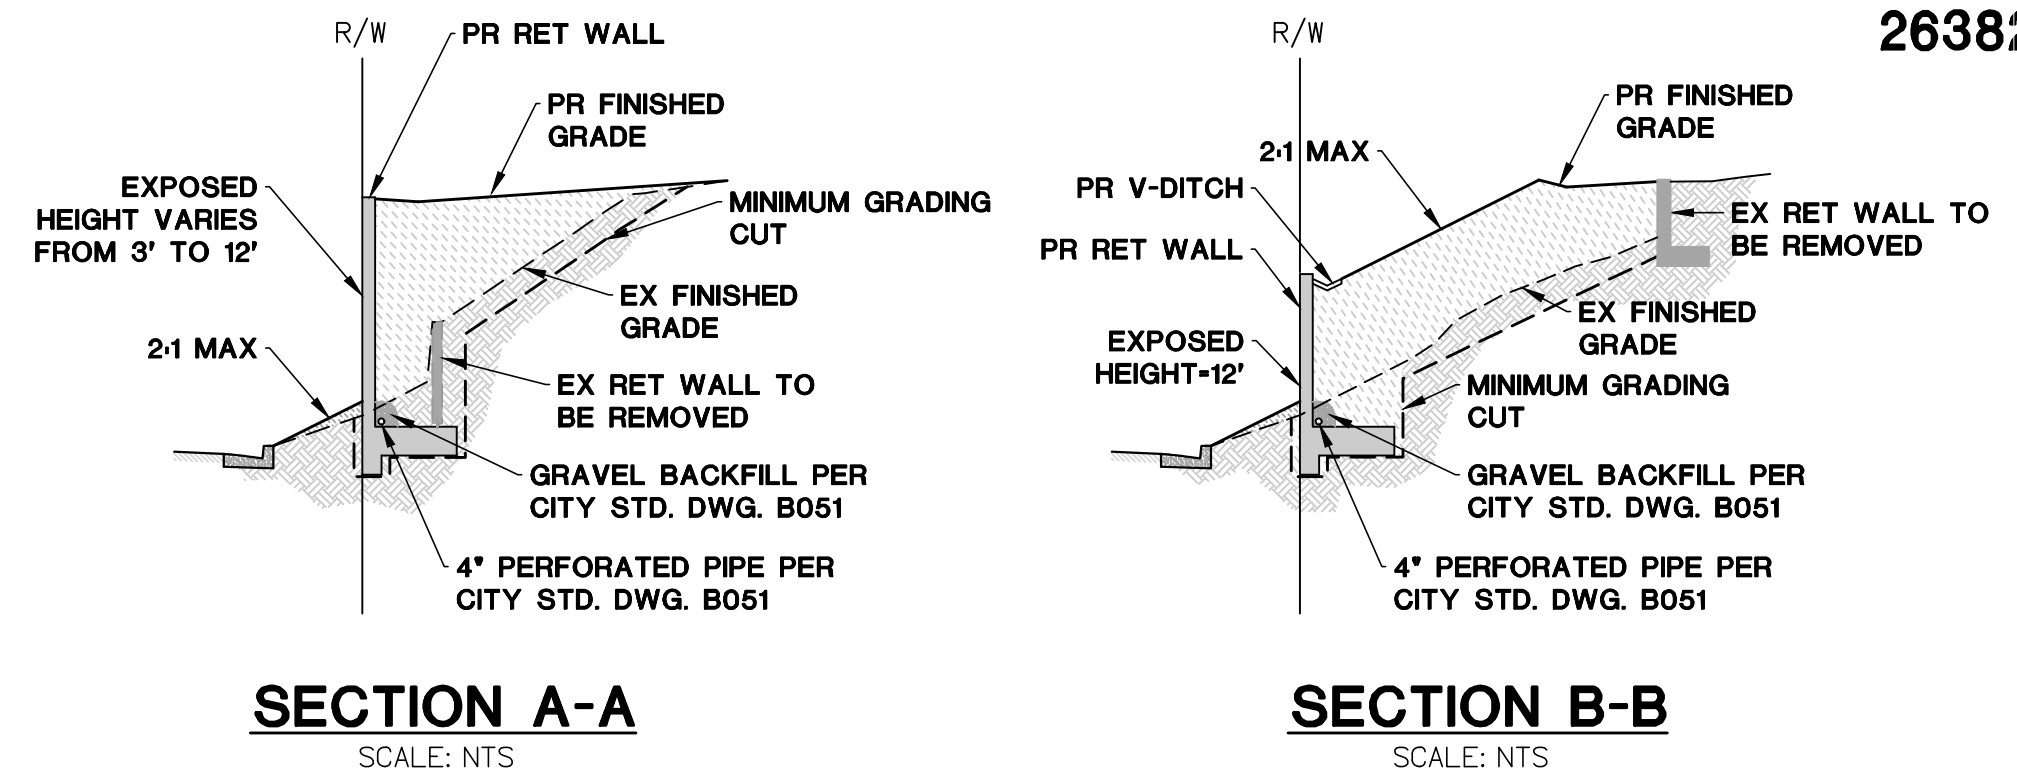 2638
R/W
PR RET WALL
PR FINISHED
GRADE
EXPOSED
HEIGHT VARIES
FROM 3' TO 12'
MINIMUM GRADING
CUT
EX FINISHED
GRADE
2:1 MAX
EX RET WALL TO
BE REMOVED
GRAVEL BACKFILL PER
CITY STD. DWG. B051
4" PERFORATED PIPE PER
CITY STD. DWG. B051
SECTION A-A
SCALE: NTS
R/W
PR FINISHED
GRADE
2:1 MAX
PR V-DITCH
PR RET WALL
EX RET WALL TO
BE REMOVED
EX FINISHED
GRADE
EXPOSED
HEIGHT=12'
MINIMUM GRADING
CUT
GRAVEL BACKFILL PER
CITY STD. DWG. B051
4" PERFORATED PIPE PER
CITY STD. DWG. B051
SECTION B-B
SCALE: NTS